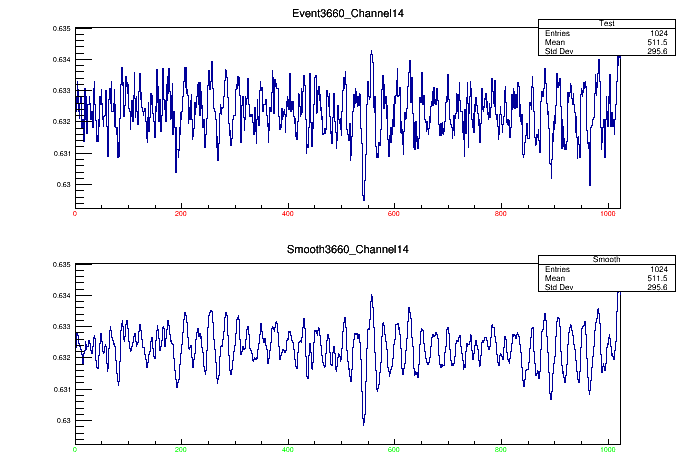 Event3660_Channel14
Test
Entries 1024
Mean 511.5
Std Dev 295.6
0.635
0.634
0.633
0.632
0.631
0.63
0 200 400 600 800 1000
Smooth3660_Channel14
Smooth
Entries 1024
Mean 511.5
Std Dev 295.6
0.635
0.634
0.633
0.632
0.631
0.63
0 200 400 600 800 1000